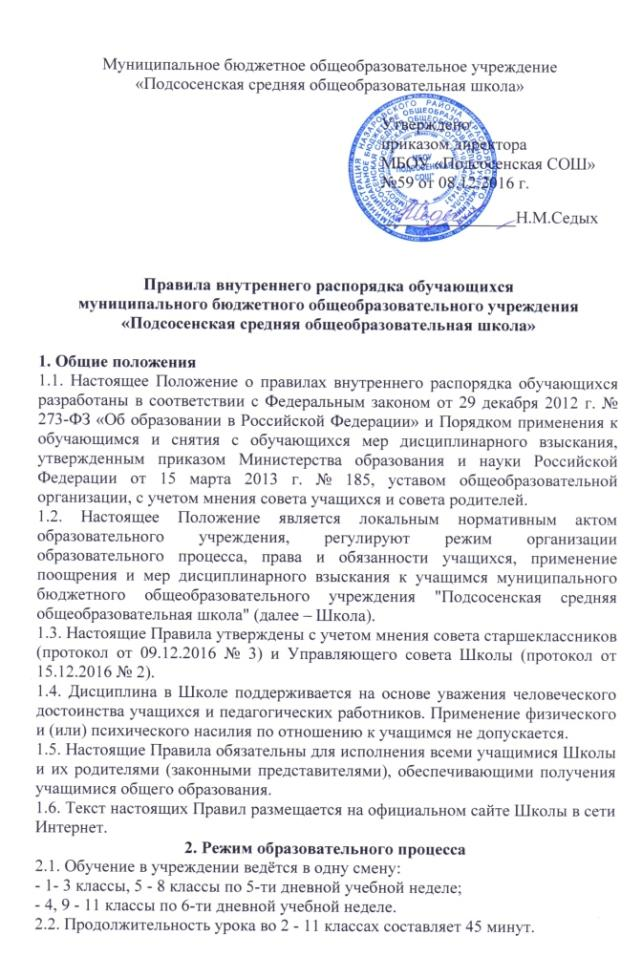 Муниципальное бюджетное общеобразовательное учреждение
«Подсосенская средняя общеобразовательная школа»
Утверждено
приказом директора
МБОУ «Подсосенская СОШ»
№59 от 08.12.2016 г.
Н.М.Седых
Правила внутреннего распорядка обучающихся
муниципального бюджетного общеобразовательного учреждения
«Подсосенская средняя общеобразовательная школа»
1. Общие положения
1.1. Настоящее Положение о правилах внутреннего распорядка обучающихся
разработаны в соответствии с Федеральным законом от 29 декабря 2012 г. №
273-ФЗ «Об образовании в Российской Федерации» и Порядком применения к
обучающимся и снятия с обучающихся мер дисциплинарного взыскания,
утвержденным приказом Министерства образования и науки Российской
Федерации от 15 марта 2013 г. № 185, уставом общеобразовательной
организации, с учетом мнения совета учащихся и совета родителей.
1.2. Настоящее Положение является локальным нормативным актом
образовательного учреждения, регулируют режим организации
образовательного процесса, права и обязанности учащихся, применение
поощрения и мер дисциплинарного взыскания к учащимся муниципального
бюджетного общеобразовательного учреждения "Подсосенская средняя
общеобразовательная школа" (далее – Школа).
1.3. Настоящие Правила утверждены с учетом мнения совета старшеклассников
(протокол от 09.12.2016 № 3) и Управляющего совета Школы (протокол от
15.12.2016 № 2).
1.4. Дисциплина в Школе поддерживается на основе уважения человеческого
достоинства учащихся и педагогических работников. Применение физического
и (или) психического насилия по отношению к учащимся не допускается.
1.5. Настоящие Правила обязательны для исполнения всеми учащимися Школы
и их родителями (законными представителями), обеспечивающими получения
учащимися общего образования.
1.6. Текст настоящих Правил размещается на официальном сайте Школы в сети
Интернет.
2. Режим образовательного процесса
2.1. Обучение в учреждении ведётся в одну смену:
- 1- 3 классы, 5 - 8 классы по 5-ти дневной учебной неделе;
- 4, 9 - 11 классы по 6-ти дневной учебной неделе.
2.2. Продолжительность урока во 2 - 11 классах составляет 45 минут.